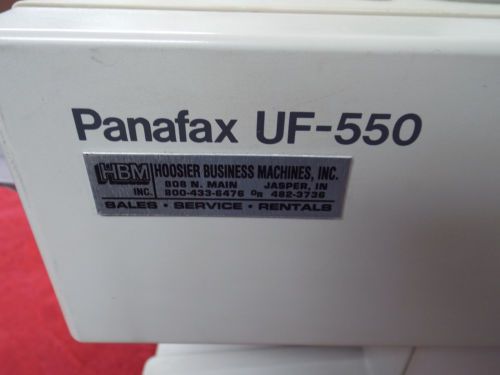 Panafax UF-550
HBM HOOSIER BUSINESS MACHINES, INC.
808 N. MAIN JASPER, IN
INC. 800-433-6476 OR 482-3736
SALES • SERVICE • RENTALS